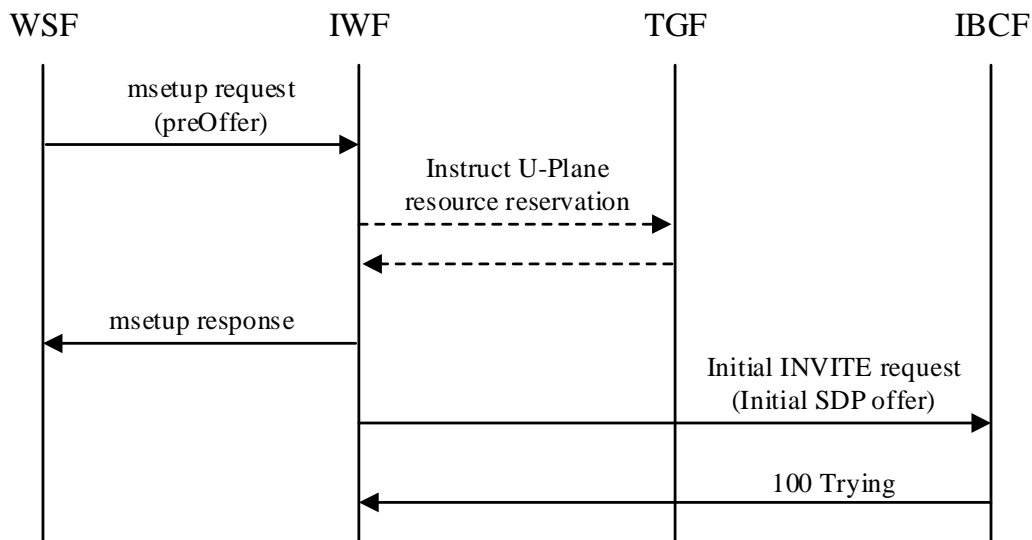 WSF
IWF
TGF
IBCF
msetup request
(preOffer)
Instruct U-Plane
resource reservation
msetup response
Initial INVITE request
(Initial SDP offer)
100 Trying